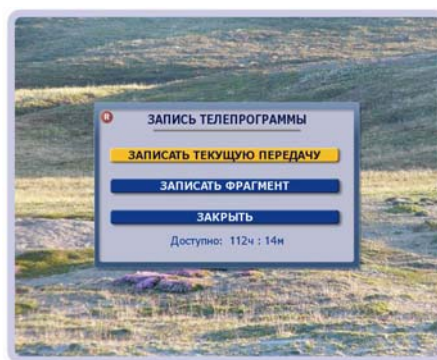 R
ЗАПИСЬ ТЕЛЕПРОГРАММЫ
ЗАПИСАТЬ ТЕКУЩУЮ ПЕРЕДАЧУ
ЗАПИСАТЬ ФРАГМЕНТ
ЗАКРЫТЬ
Доступно: 112ч : 14м